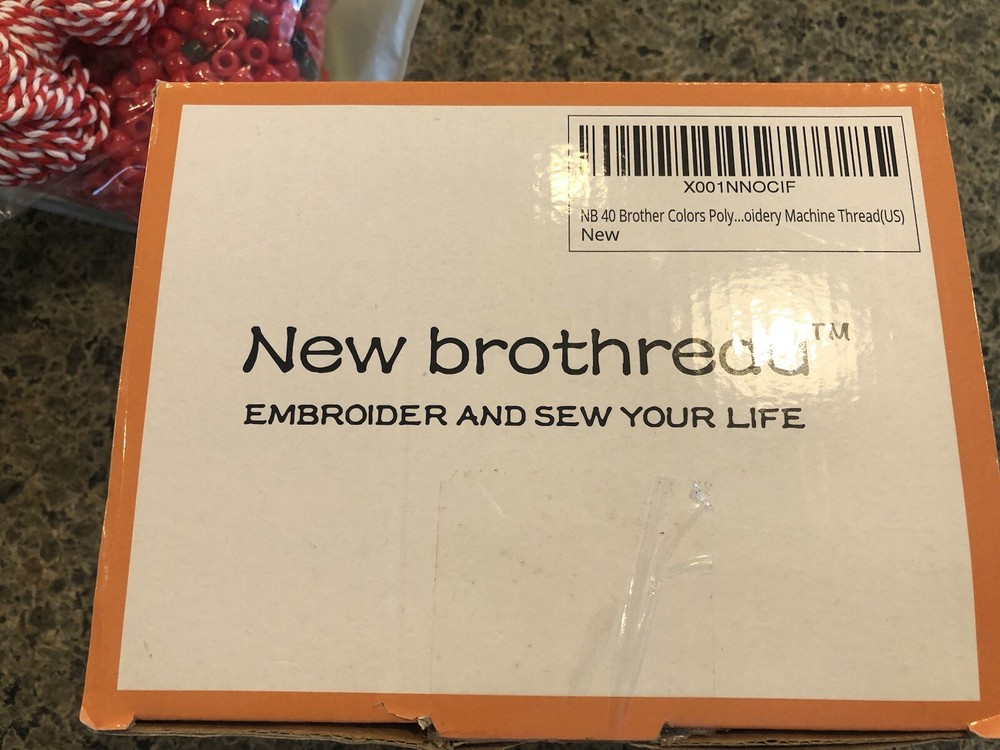 X001NNOCIF
NB 40 Brother Colors Poly...oidery Machine Thread(US)
New
New brothread™
EMBROIDER AND SEW YOUR LIFE